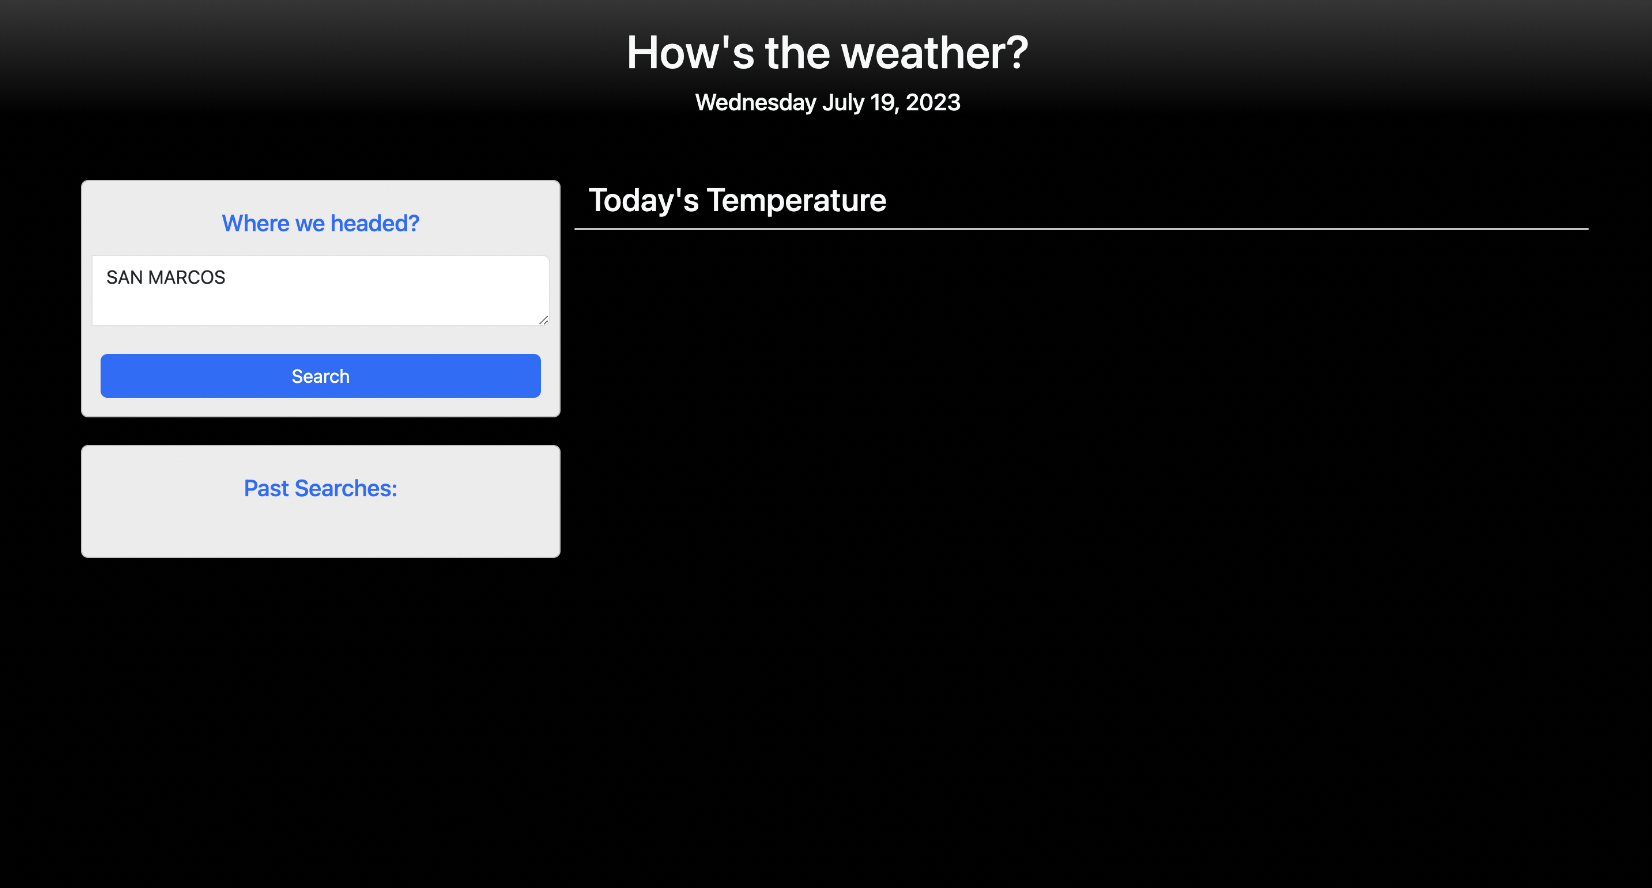 How's the weather?
Wednesday July 19, 2023
Where we headed?
SAN MARCOS
Search
Past Searches:
Today's Temperature